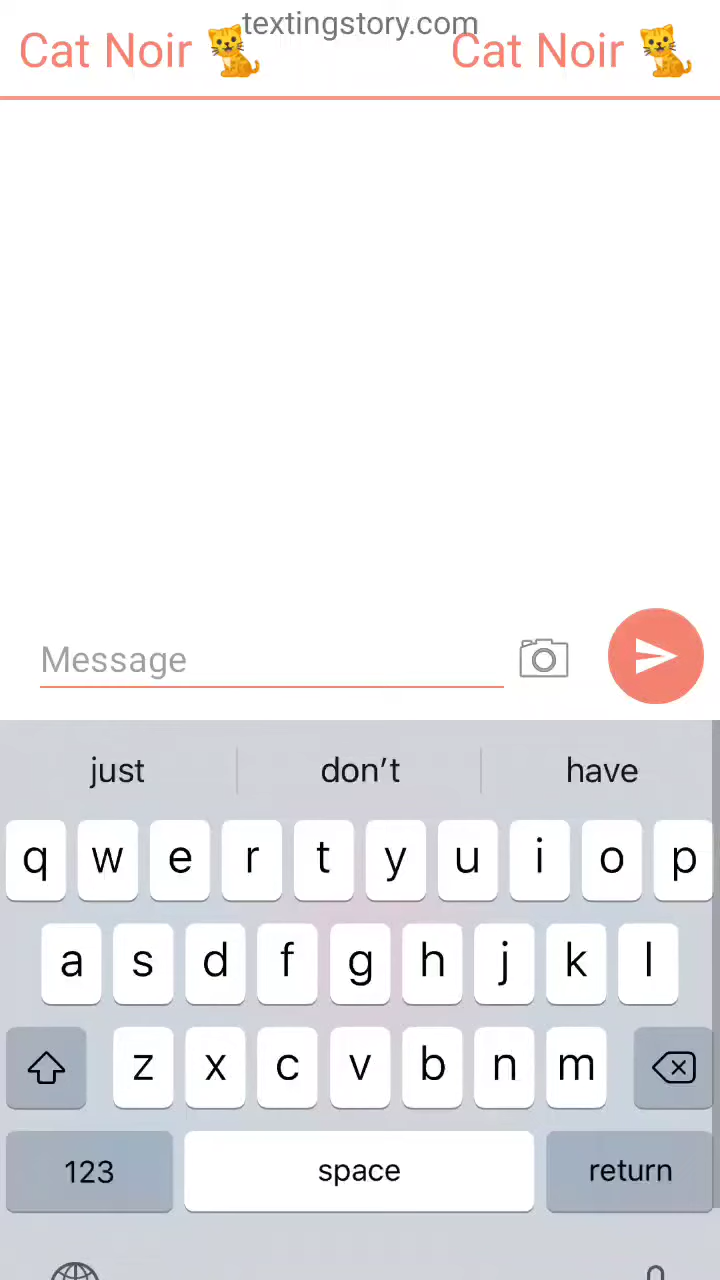 textingstory.com
Cat Noir 🐈 Cat Noir 🐈
Message
just don't have
q w e r t y u i o p
a s d f g h j k l
z x c v b n m
123 space return